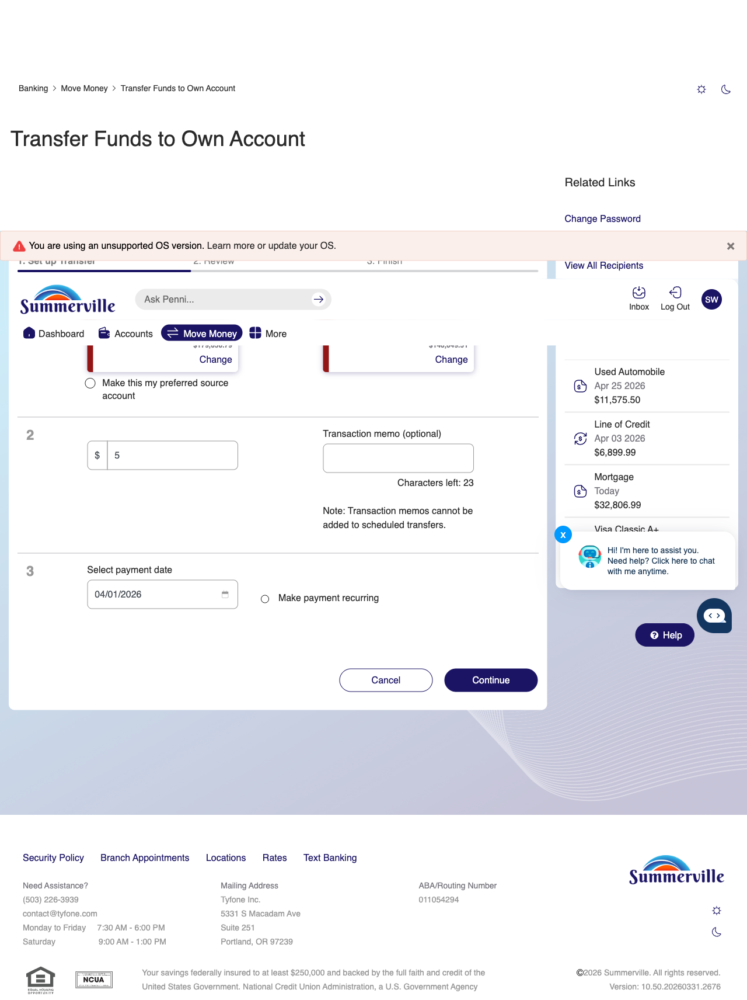 Banking > Move Money > Transfer Funds to Own Account
Transfer Funds to Own Account
Related Links
Change Password
You are using an unsupported OS version. Learn more or update your OS.
×
1. Set up Transfer
2. Review
3. Finish
View All Recipients
Summerville
Ask Penni...
Inbox
Log Out
SW
Dashboard
Accounts
Move Money
More
Change
Change
Make this my preferred source
account
2
$ 5
Transaction memo (optional)
Characters left: 23
Note: Transaction memos cannot be
added to scheduled transfers.
3
Select payment date
04/01/2026
Make payment recurring
Cancel
Continue
Used Automobile
Apr 25 2026
$11,575.50
Line of Credit
Apr 03 2026
$6,899.99
Mortgage
Today
$32,806.99
Visa Classic A+
X
Hi! I'm here to assist you.
Need help? Click here to chat
with me anytime.
Help
Security Policy
Branch Appointments
Locations
Rates
Text Banking
Need Assistance?
(503) 226-3939
contact@tyfone.com
Monday to Friday 7:30 AM - 6:00 PM
Saturday 9:00 AM - 1:00 PM
Mailing Address
Tyfone Inc.
5331 S Macadam Ave
Suite 251
Portland, OR 97239
ABA/Routing Number
011054294
Summerville
EQUAL HOUSING
OPPORTUNITY
NCUA
Your savings federally insured to at least $250,000 and backed by the full faith and credit of the
United States Government. National Credit Union Administration, a U.S. Government Agency
©2026 Summerville. All rights reserved.
Version: 10.50.20260331.2676